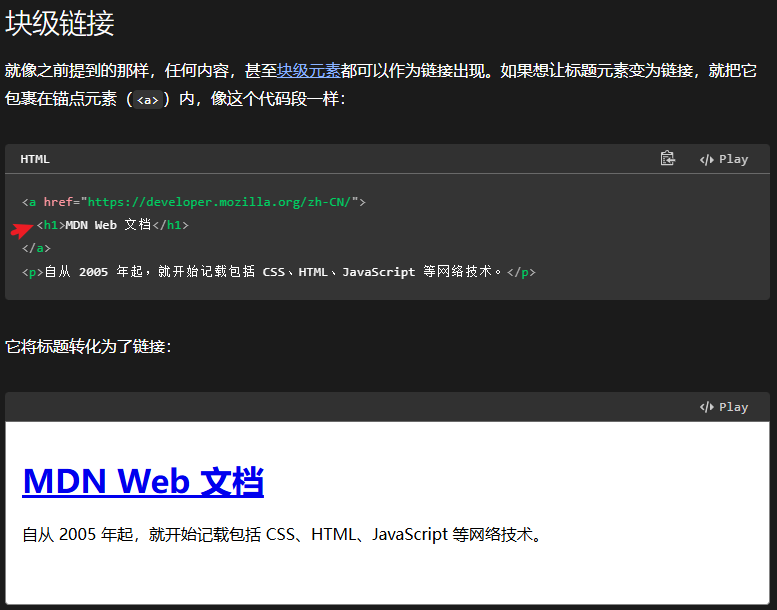 块级链接
就像之前提到的那样，任何内容，甚至块级元素都可以作为链接出现。如果想让标题元素变为链接，就把它
包裹在锚点元素（<a>）内，像这个代码段一样：
HTML
Play
<a href="https://developer.mozilla.org/zh-CN/">
<h1>MDN Web 文档</h1>
</a>
<p>自从 2005 年起，就开始记载包括 CSS、HTML、JavaScript 等网络技术。</p>
它将标题转化为了链接：
Play
MDN Web 文档
自从 2005 年起，就开始记载包括 CSS、HTML、JavaScript 等网络技术。